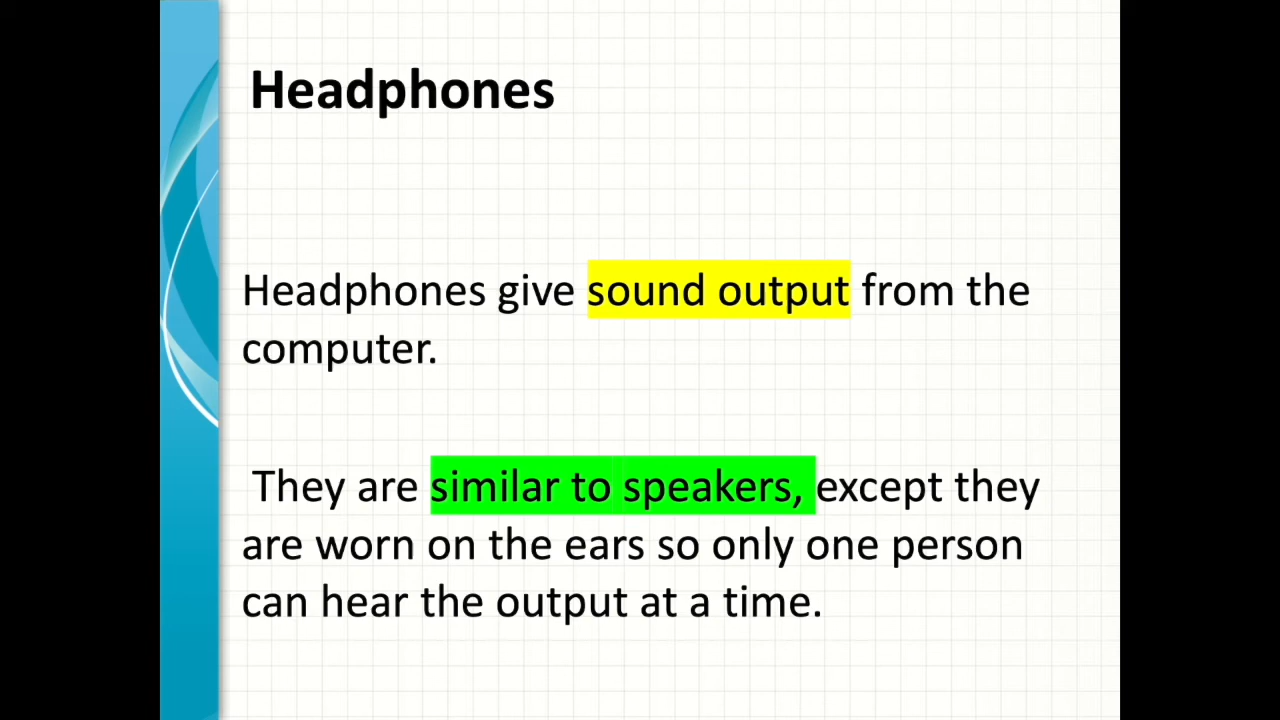 Headphones
Headphones give sound output from the
computer.
They are similar to speakers, except they
are worn on the ears so only one person
can hear the output at a time.